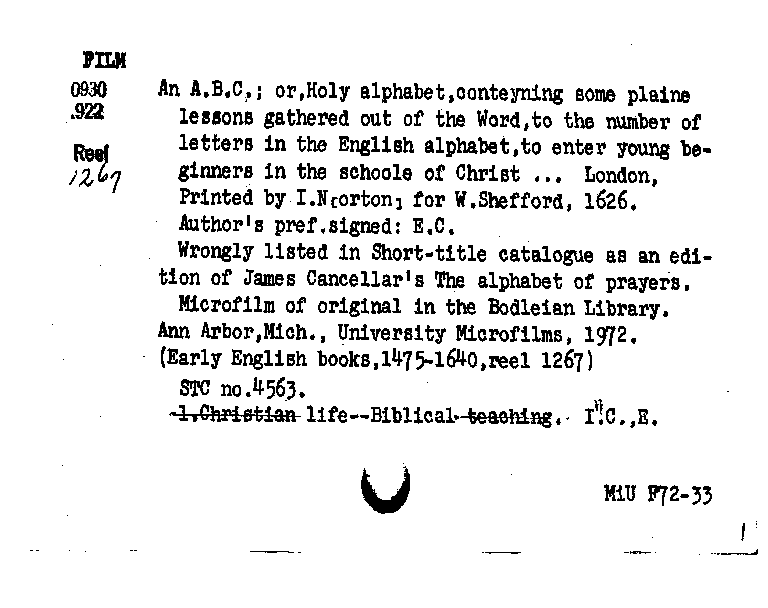 FILM
0930
.922
Reel
1267
An A.B.C.; or,Holy alphabet,conteyning some plaine
lessons gathered out of the Word,to the number of
letters in the English alphabet,to enter young be-
ginners in the schoole of Christ ... London,
Printed by I.N[orton] for W.Shefford, 1626.
Author's pref.signed: E.C.
Wrongly listed in Short-title catalogue as an edi-
tion of James Cancellar's The alphabet of prayers.
Microfilm of original in the Bodleian Library.
Ann Arbor,Mich., University Microfilms, 1972.
(Early English books,1475-1640,reel 1267)
STC no.4563.
1.Christian life--Biblical teaching. I.C.,E.
MiU F72-33